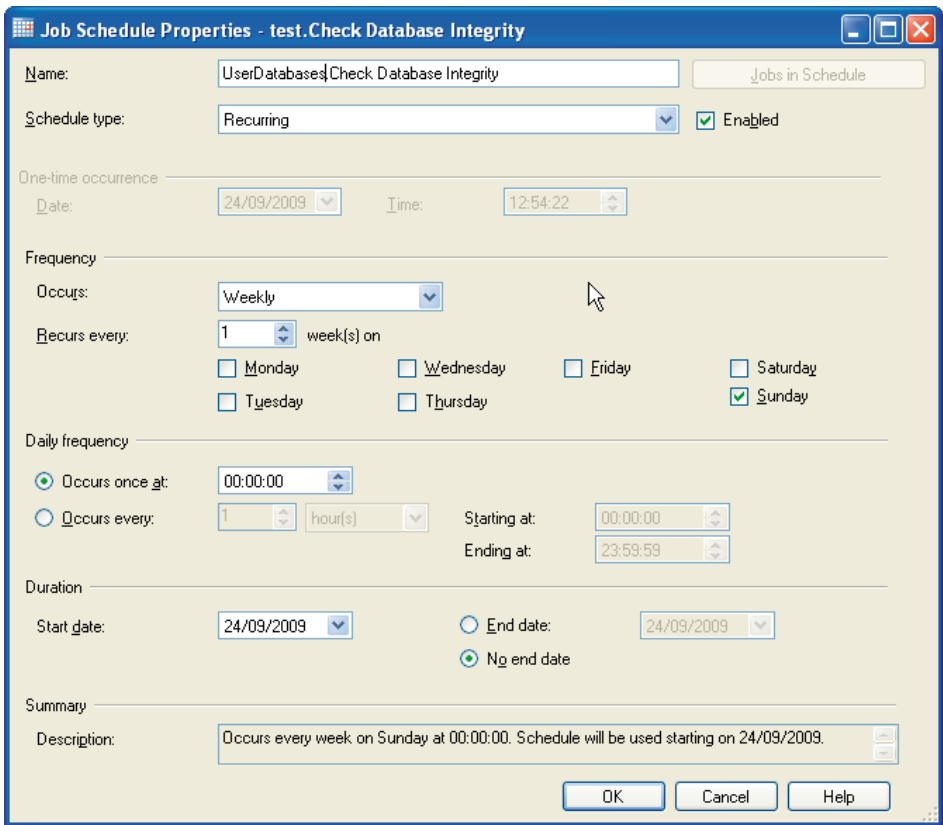 Job Schedule Properties - test.Check Database Integrity
Name: UserDatabases.Check Database Integrity Jobs in Schedule
Schedule type: Recurring Enabled
One-time occurrence
Date: 24/09/2009 Time: 12:54:22
Frequency
Occurs: Weekly
Recurs every: 1 week(s) on
Monday Wednesday Friday Saturday
Tuesday Thursday Sunday
Daily frequency
Occurs once at: 00:00:00
Occurs every: 1 hour(s) Starting at: 00:00:00
Ending at: 23:59:59
Duration
Start date: 24/09/2009 End date: 24/09/2009
No end date
Summary
Description: Occurs every week on Sunday at 00:00:00. Schedule will be used starting on 24/09/2009.
OK Cancel Help